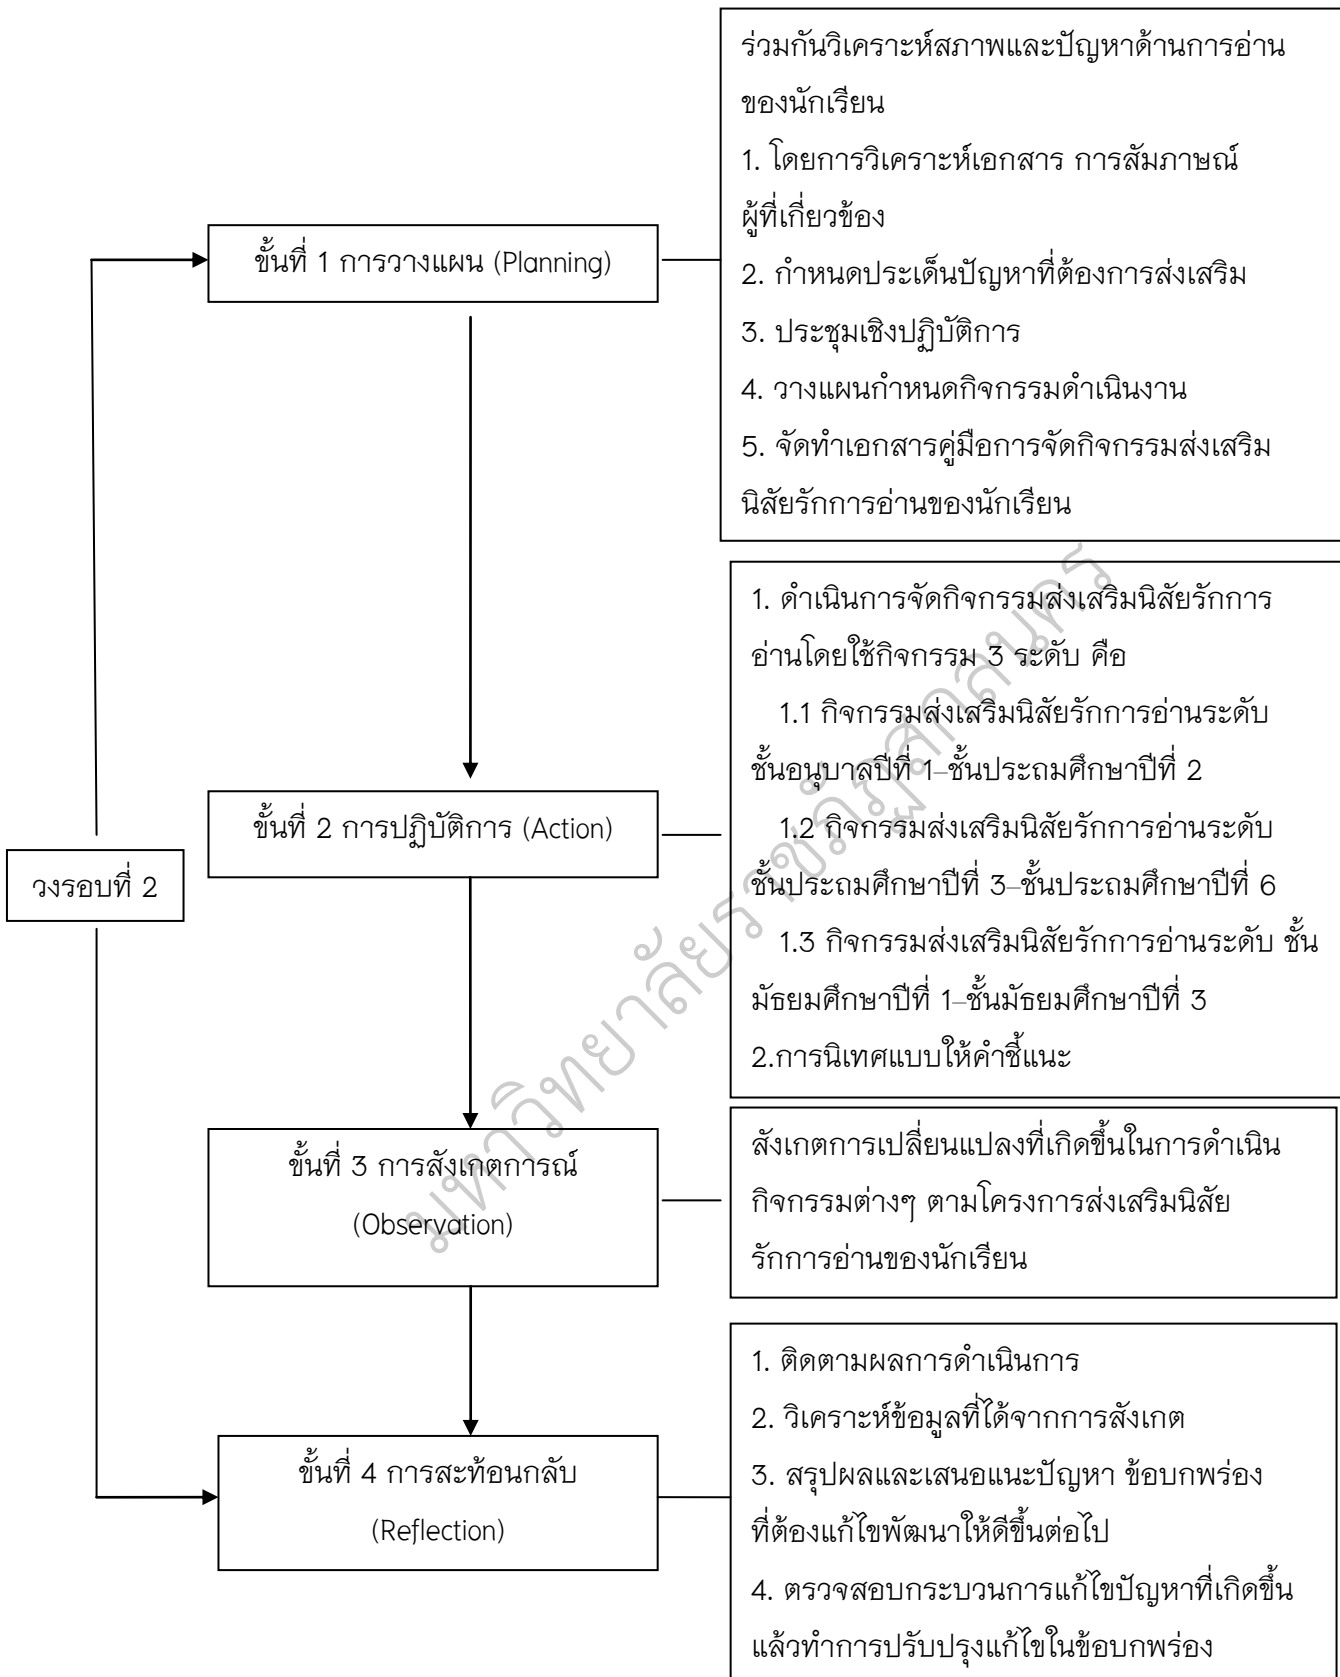 ร่วมกันวิเคราะห์สภาพและปัญหาด้านการอ่าน
ของนักเรียน
1. โดยการวิเคราะห์เอกสาร การสัมภาษณ์
ผู้ที่เกี่ยวข้อง
2. กำหนดประเด็นปัญหาที่ต้องการส่งเสริม
3. ประชุมเชิงปฏิบัติการ
4. วางแผนกำหนดกิจกรรมดำเนินงาน
5. จัดทำเอกสารคู่มือการจัดกิจกรรมส่งเสริม
นิสัยรักการอ่านของนักเรียน
ขั้นที่ 1 การวางแผน (Planning)
1. ดำเนินการจัดกิจกรรมส่งเสริมนิสัยรักการ
อ่านโดยใช้กิจกรรม 3 ระดับ คือ
1.1 กิจกรรมส่งเสริมนิสัยรักการอ่านระดับ
ชั้นอนุบาลปีที่ 1–ชั้นประถมศึกษาปีที่ 2
1.2 กิจกรรมส่งเสริมนิสัยรักการอ่านระดับ
ชั้นประถมศึกษาปีที่ 3–ชั้นประถมศึกษาปีที่ 6
1.3 กิจกรรมส่งเสริมนิสัยรักการอ่านระดับ ชั้น
มัธยมศึกษาปีที่ 1–ชั้นมัธยมศึกษาปีที่ 3
2.การนิเทศแบบให้คำชี้แนะ
ขั้นที่ 2 การปฏิบัติการ (Action)
วงรอบที่ 2
ขั้นที่ 3 การสังเกตการณ์
(Observation)
สังเกตการเปลี่ยนแปลงที่เกิดขึ้นในการดำเนิน
กิจกรรมต่างๆ ตามโครงการส่งเสริมนิสัย
รักการอ่านของนักเรียน
ขั้นที่ 4 การสะท้อนกลับ
(Reflection)
1. ติดตามผลการดำเนินการ
2. วิเคราะห์ข้อมูลที่ได้จากการสังเกต
3. สรุปผลและเสนอแนะปัญหา ข้อบกพร่อง
ที่ต้องแก้ไขพัฒนาให้ดีขึ้นต่อไป
4. ตรวจสอบกระบวนการแก้ไขปัญหาที่เกิดขึ้น
แล้วทำการปรับปรุงแก้ไขในข้อบกพร่อง
มหาวิทยาลัยราชภัฏสกลนคร